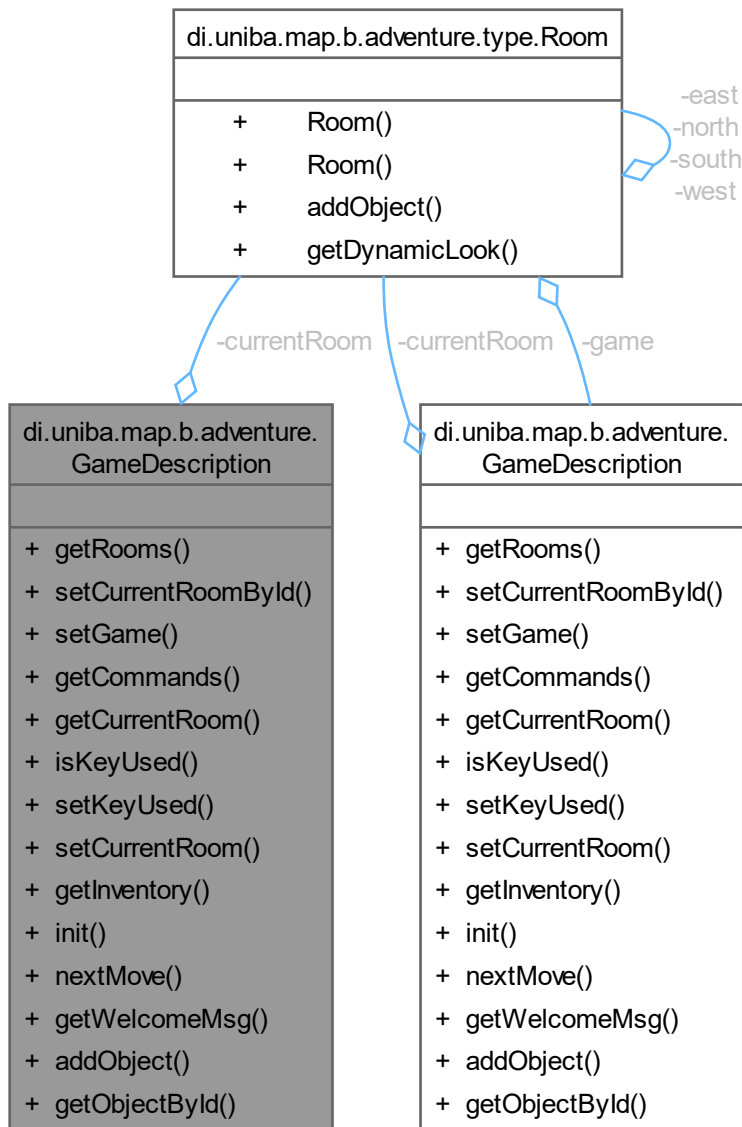 di.uniba.map.b.adventure.type.Room
+ Room()
+ Room()
+ addObject()
+ getDynamicLook()
-east
-north
-south
-west
-currentRoom
-currentRoom
-game
di.uniba.map.b.adventure.
GameDescription
+ getRooms()
+ setCurrentRoomById()
+ setGame()
+ getCommands()
+ getCurrentRoom()
+ isKeyUsed()
+ setKeyUsed()
+ setCurrentRoom()
+ getInventory()
+ init()
+ nextMove()
+ getWelcomeMsg()
+ addObject()
+ getObjectById()
di.uniba.map.b.adventure.
GameDescription
+ getRooms()
+ setCurrentRoomById()
+ setGame()
+ getCommands()
+ getCurrentRoom()
+ isKeyUsed()
+ setKeyUsed()
+ setCurrentRoom()
+ getInventory()
+ init()
+ nextMove()
+ getWelcomeMsg()
+ addObject()
+ getObjectById()